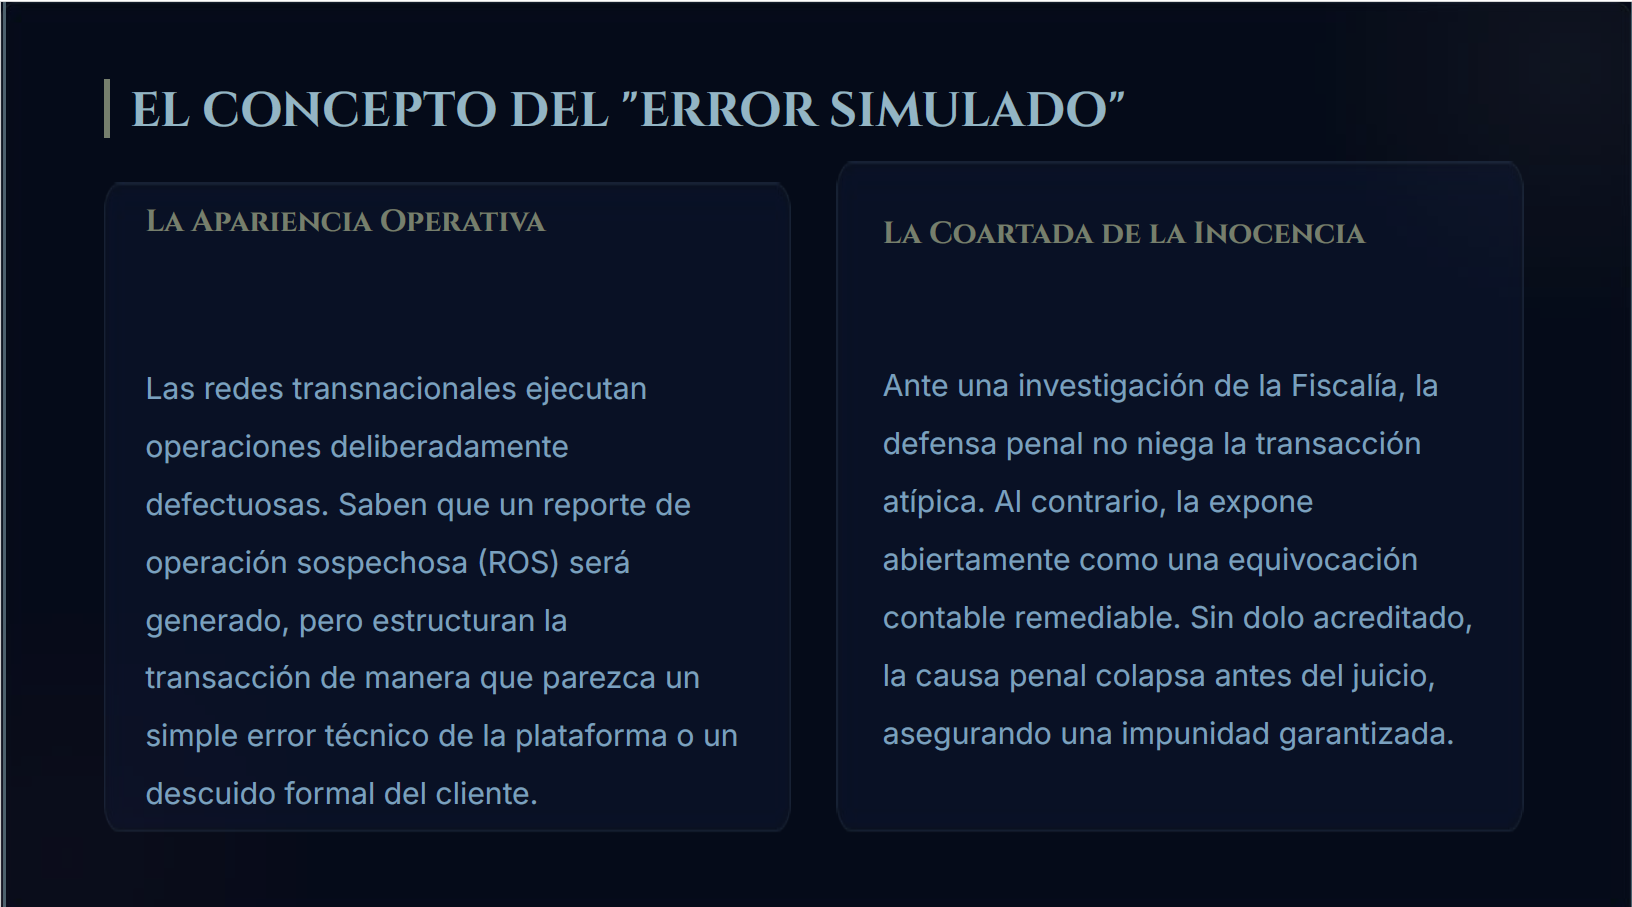 EL CONCEPTO DEL "ERROR SIMULADO"
La Apariencia Operativa
Las redes transnacionales ejecutan
operaciones deliberadamente
defectuosas. Saben que un reporte de
operación sospechosa (ROS) será
generado, pero estructuran la
transacción de manera que parezca un
simple error técnico de la plataforma o un
descuido formal del cliente.
La Coartada de la Inocencia
Ante una investigación de la Fiscalía, la
defensa penal no niega la transacción
atípica. Al contrario, la expone
abiertamente como una equivocación
contable remediable. Sin dolo acreditado,
la causa penal colapsa antes del juicio,
asegurando una impunidad garantizada.